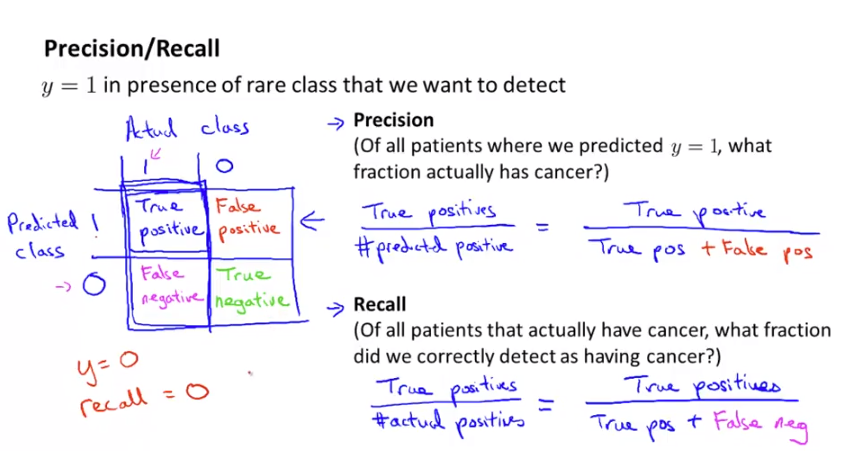 Precision/Recall
y = 1 in presence of rare class that we want to detect
Actual class
1 0
Predicted class
1
0
True positive
False positive
False negative
True negative
y = 0
recall = 0
→ Precision
(Of all patients where we predicted y = 1, what
fraction actually has cancer?)
True positives
#predicted positive
=
True positive
True pos + False pos
→ Recall
(Of all patients that actually have cancer, what fraction
did we correctly detect as having cancer?)
True positives
#actual positives
=
True positives
True pos + False neg